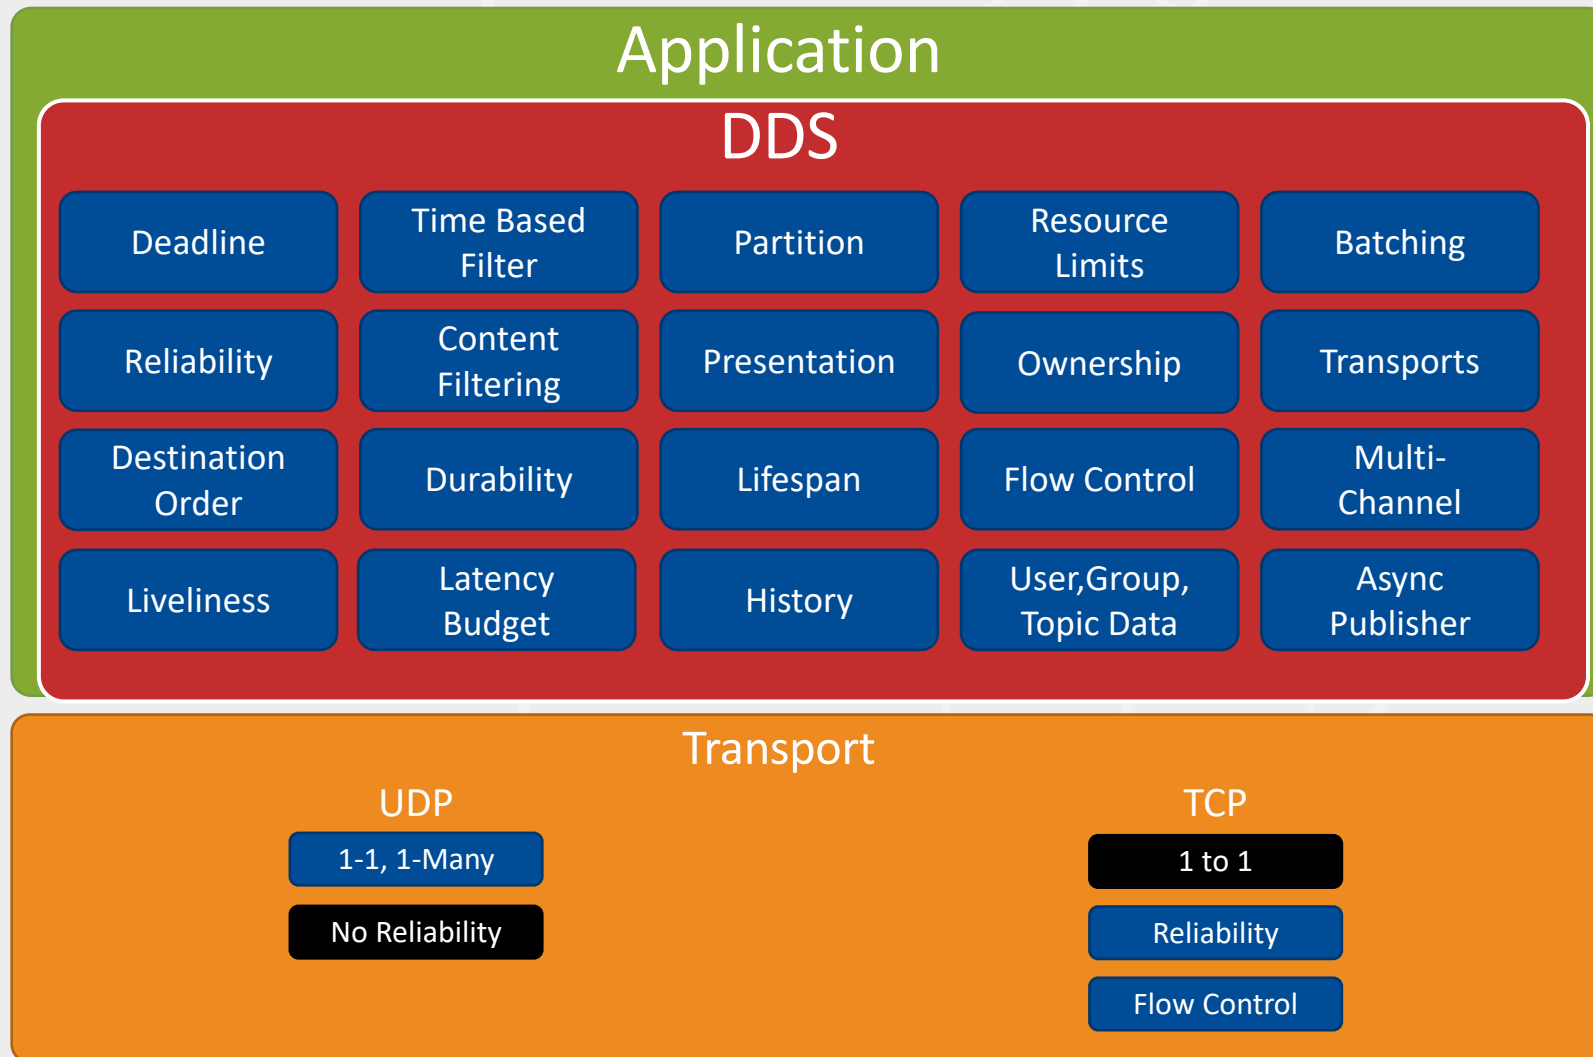 Application
DDS
Deadline
Time Based
Filter
Partition
Resource
Limits
Batching
Reliability
Content
Filtering
Presentation
Ownership
Transports
Destination
Order
Durability
Lifespan
Flow Control
Multi-
Channel
Liveliness
Latency
Budget
History
User,Group,
Topic Data
Async
Publisher
Transport
UDP
1-1, 1-Many
No Reliability
TCP
1 to 1
Reliability
Flow Control